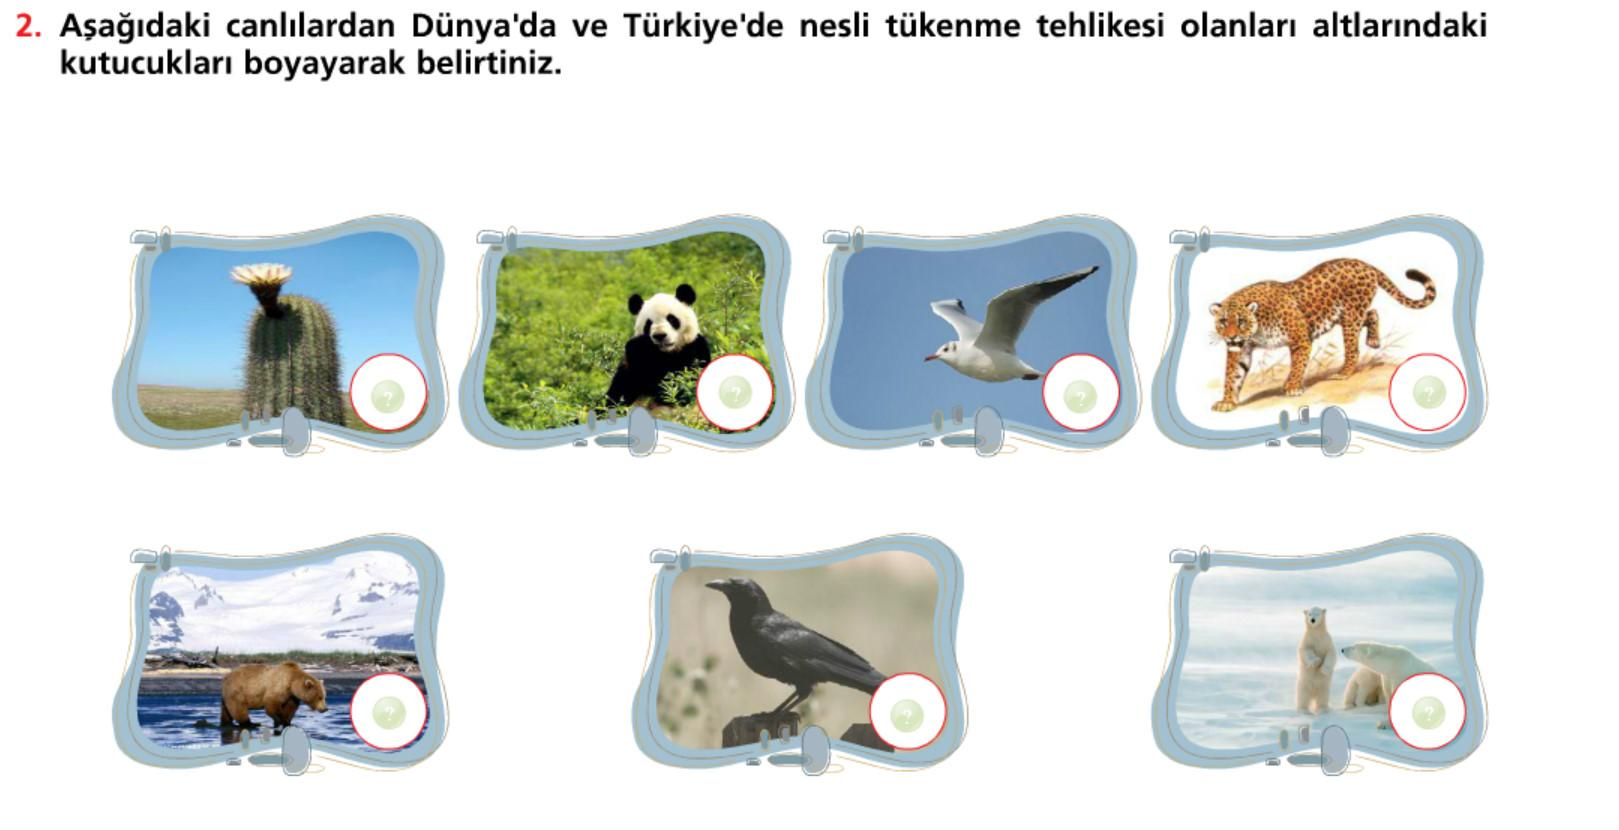 2. Aşağıdaki canlılardan Dünya'da ve Türkiye'de nesli tükenme tehlikesi olanları altlarındaki
kutucukları boyayarak belirtiniz.
? ? ? ?
? ? ?